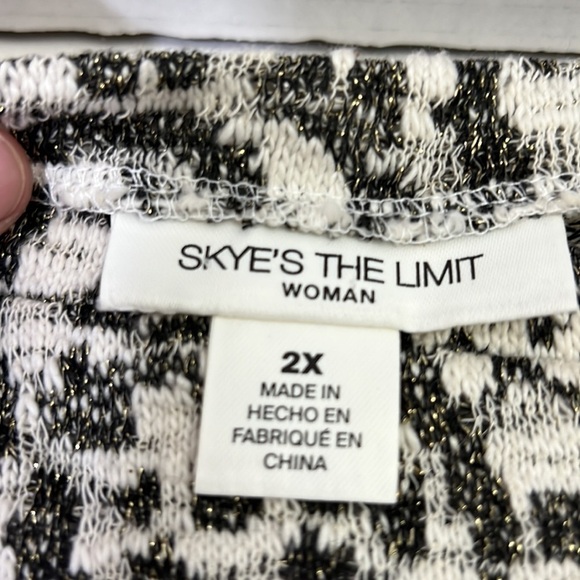 SKYE'S THE LIMIT
WOMAN
2X
MADE IN
HECHO EN
FABRIQUÉ EN
CHINA